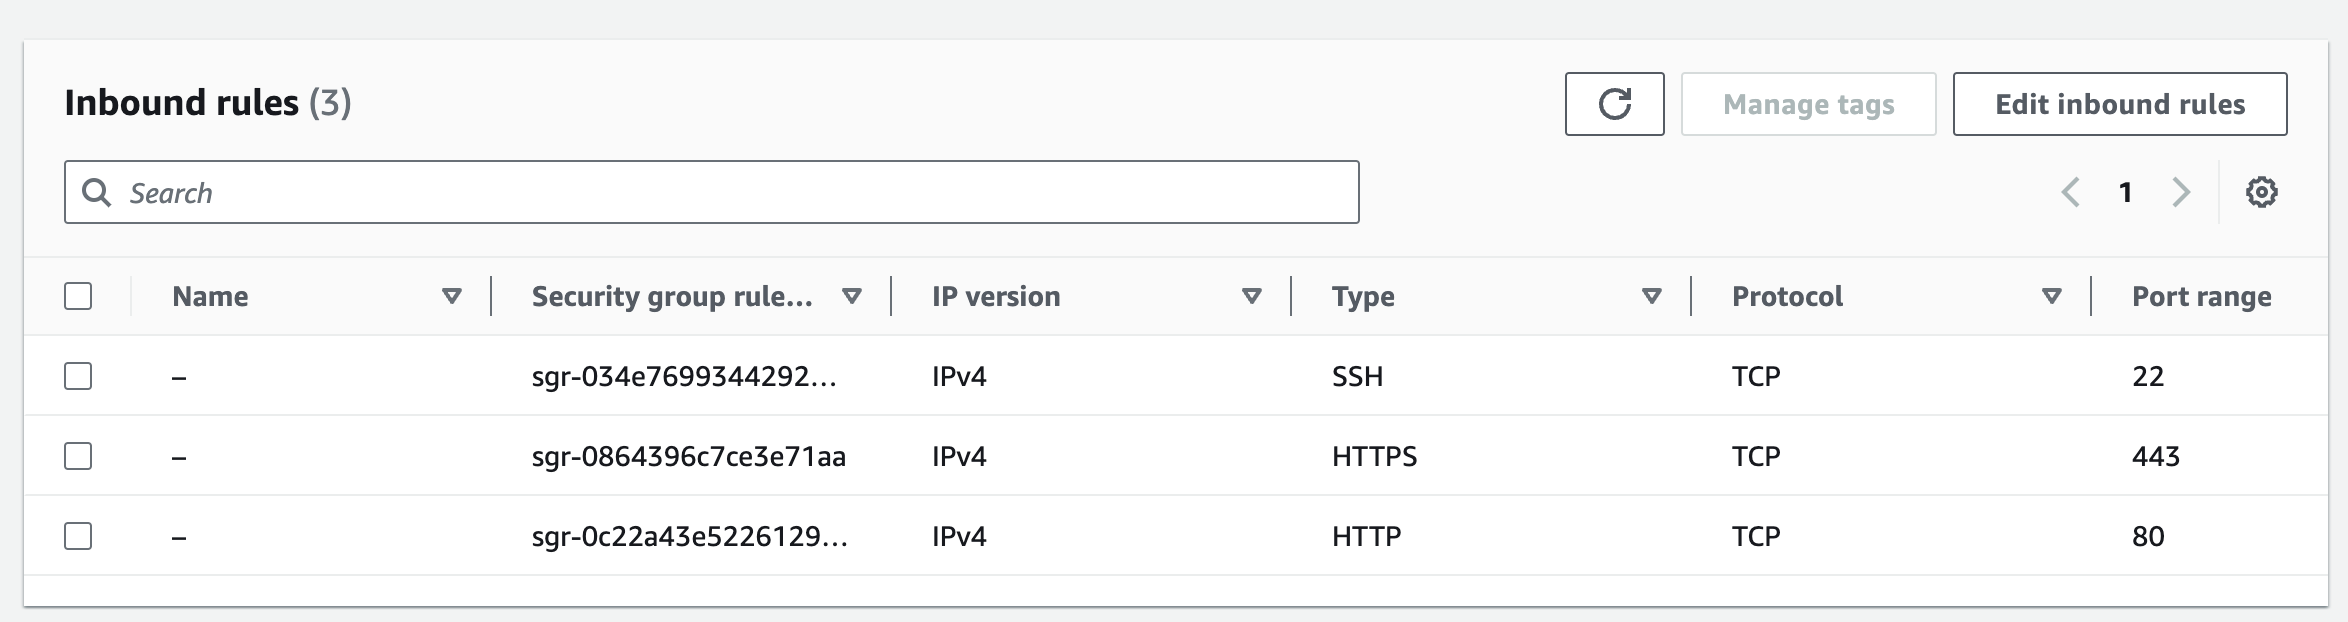 Inbound rules (3)
Manage tags
Edit inbound rules
Search
1
Name Security group rule... IP version Type Protocol Port range
– sgr-034e7699344292... IPv4 SSH TCP 22
– sgr-0864396c7ce3e71aa IPv4 HTTPS TCP 443
– sgr-0c22a43e5226129... IPv4 HTTP TCP 80